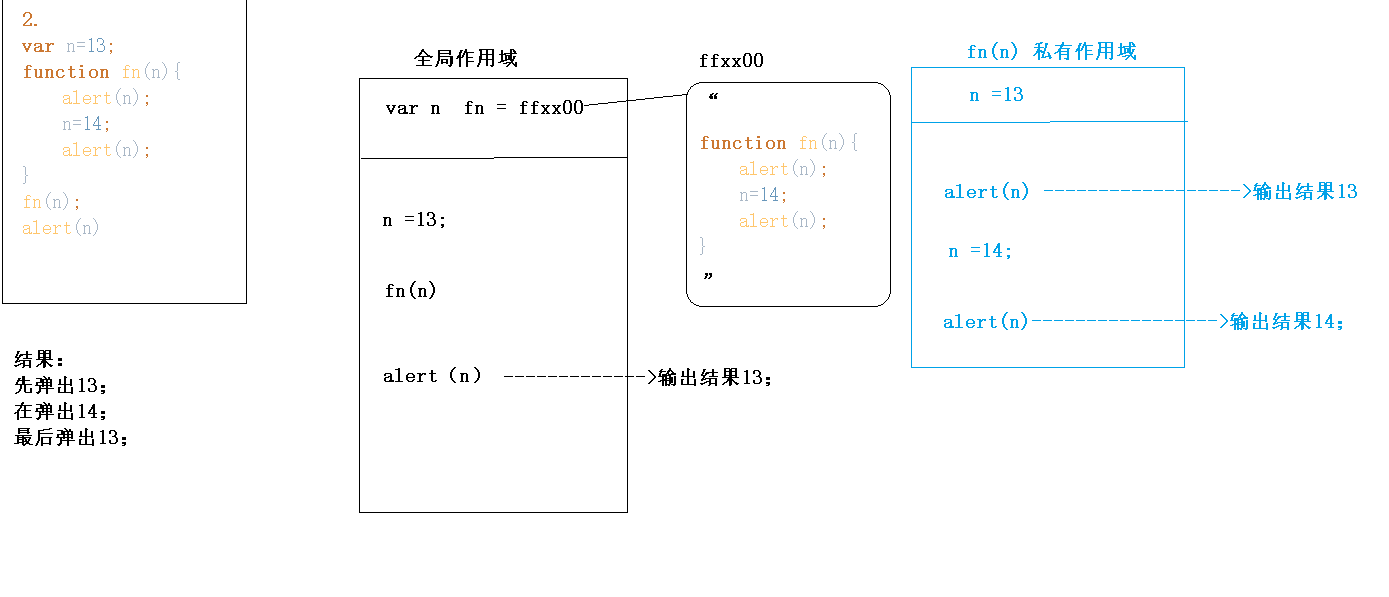 2.
var n=13;
function fn(n){
alert(n);
n=14;
alert(n);
}
fn(n);
alert(n)
结果：
先弹出13；
在弹出14；
最后弹出13；
全局作用域
var n  fn = ffxx00
n =13;
fn(n)
alert（n） ------------->输出结果13；
ffxx00
“
function fn(n){
alert(n);
n=14;
alert(n);
}
”
fn(n) 私有作用域
n =13
alert(n) ------------------->输出结果13
n =14;
alert(n)------------------>输出结果14；